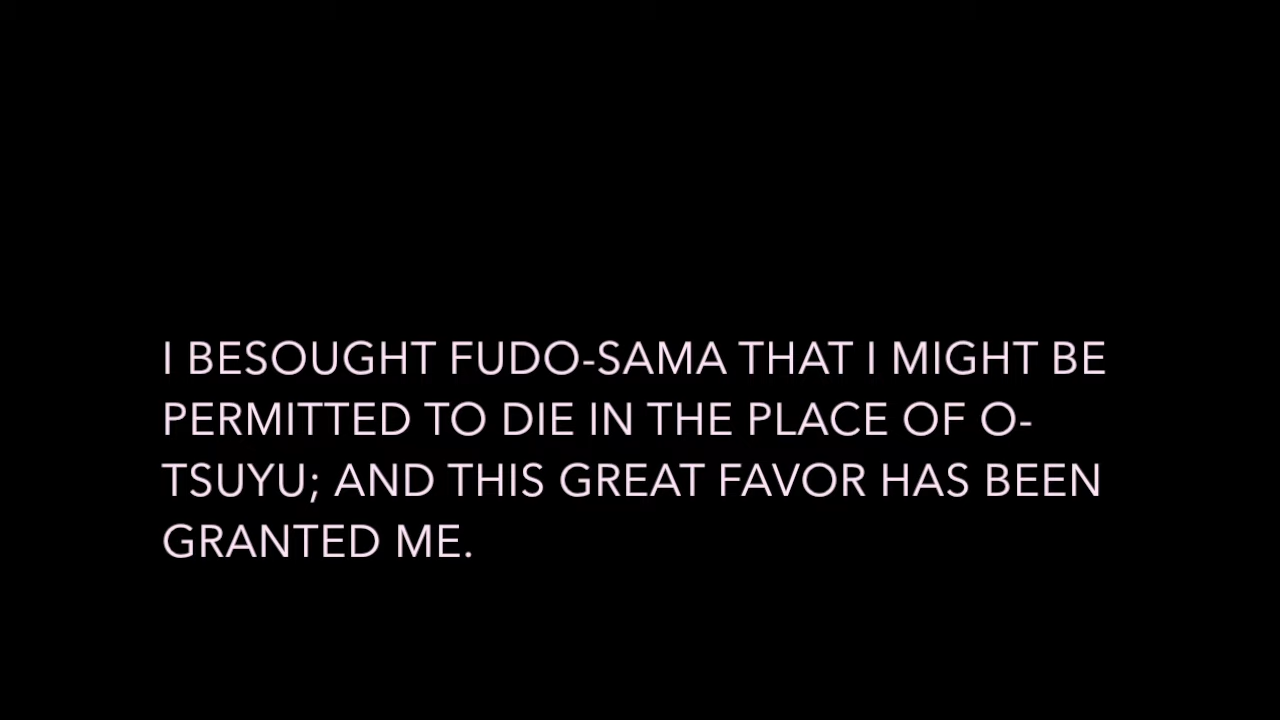 I BESOUGHT FUDO-SAMA THAT I MIGHT BE
PERMITTED TO DIE IN THE PLACE OF O-
TSUYU; AND THIS GREAT FAVOR HAS BEEN
GRANTED ME.